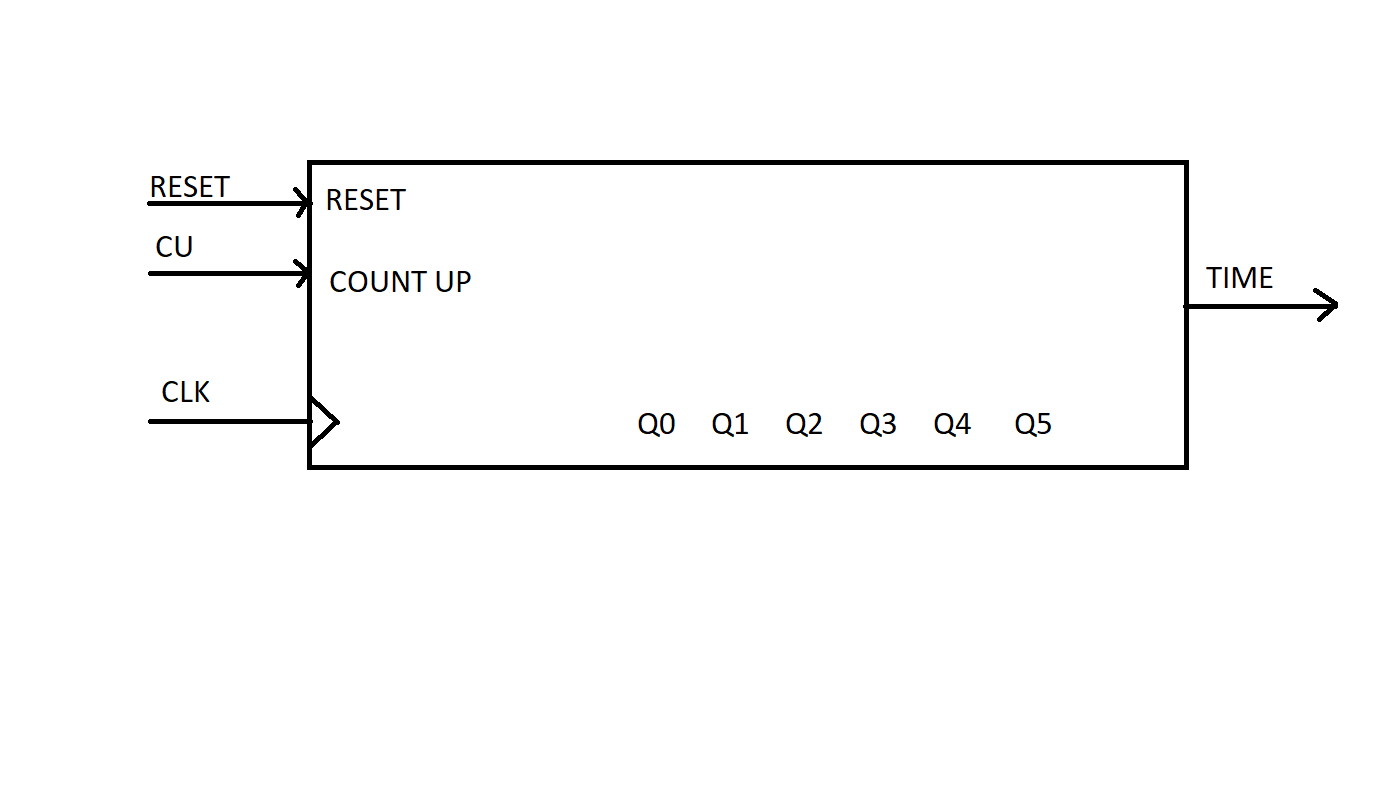 RESET
RESET
CU
COUNT UP
TIME
CLK
Q0 Q1 Q2 Q3 Q4 Q5